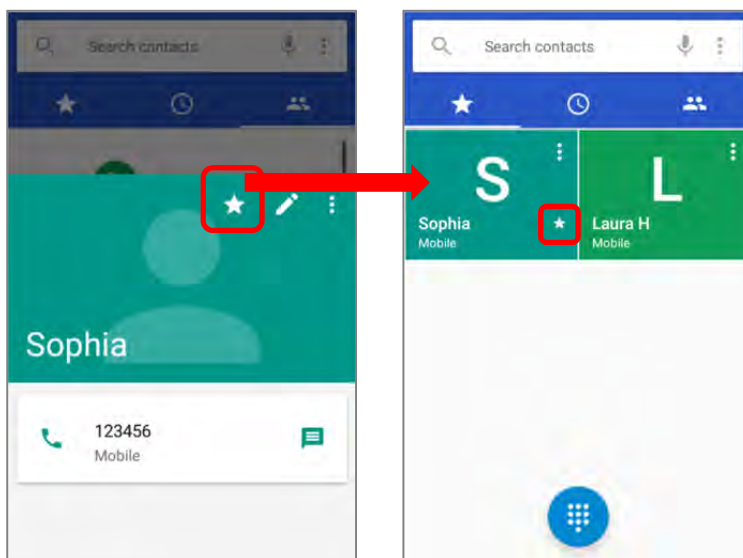 Search contacts
Sophia
123456
Mobile
Search contacts
S
L
Sophia
Mobile
Laura H
Mobile